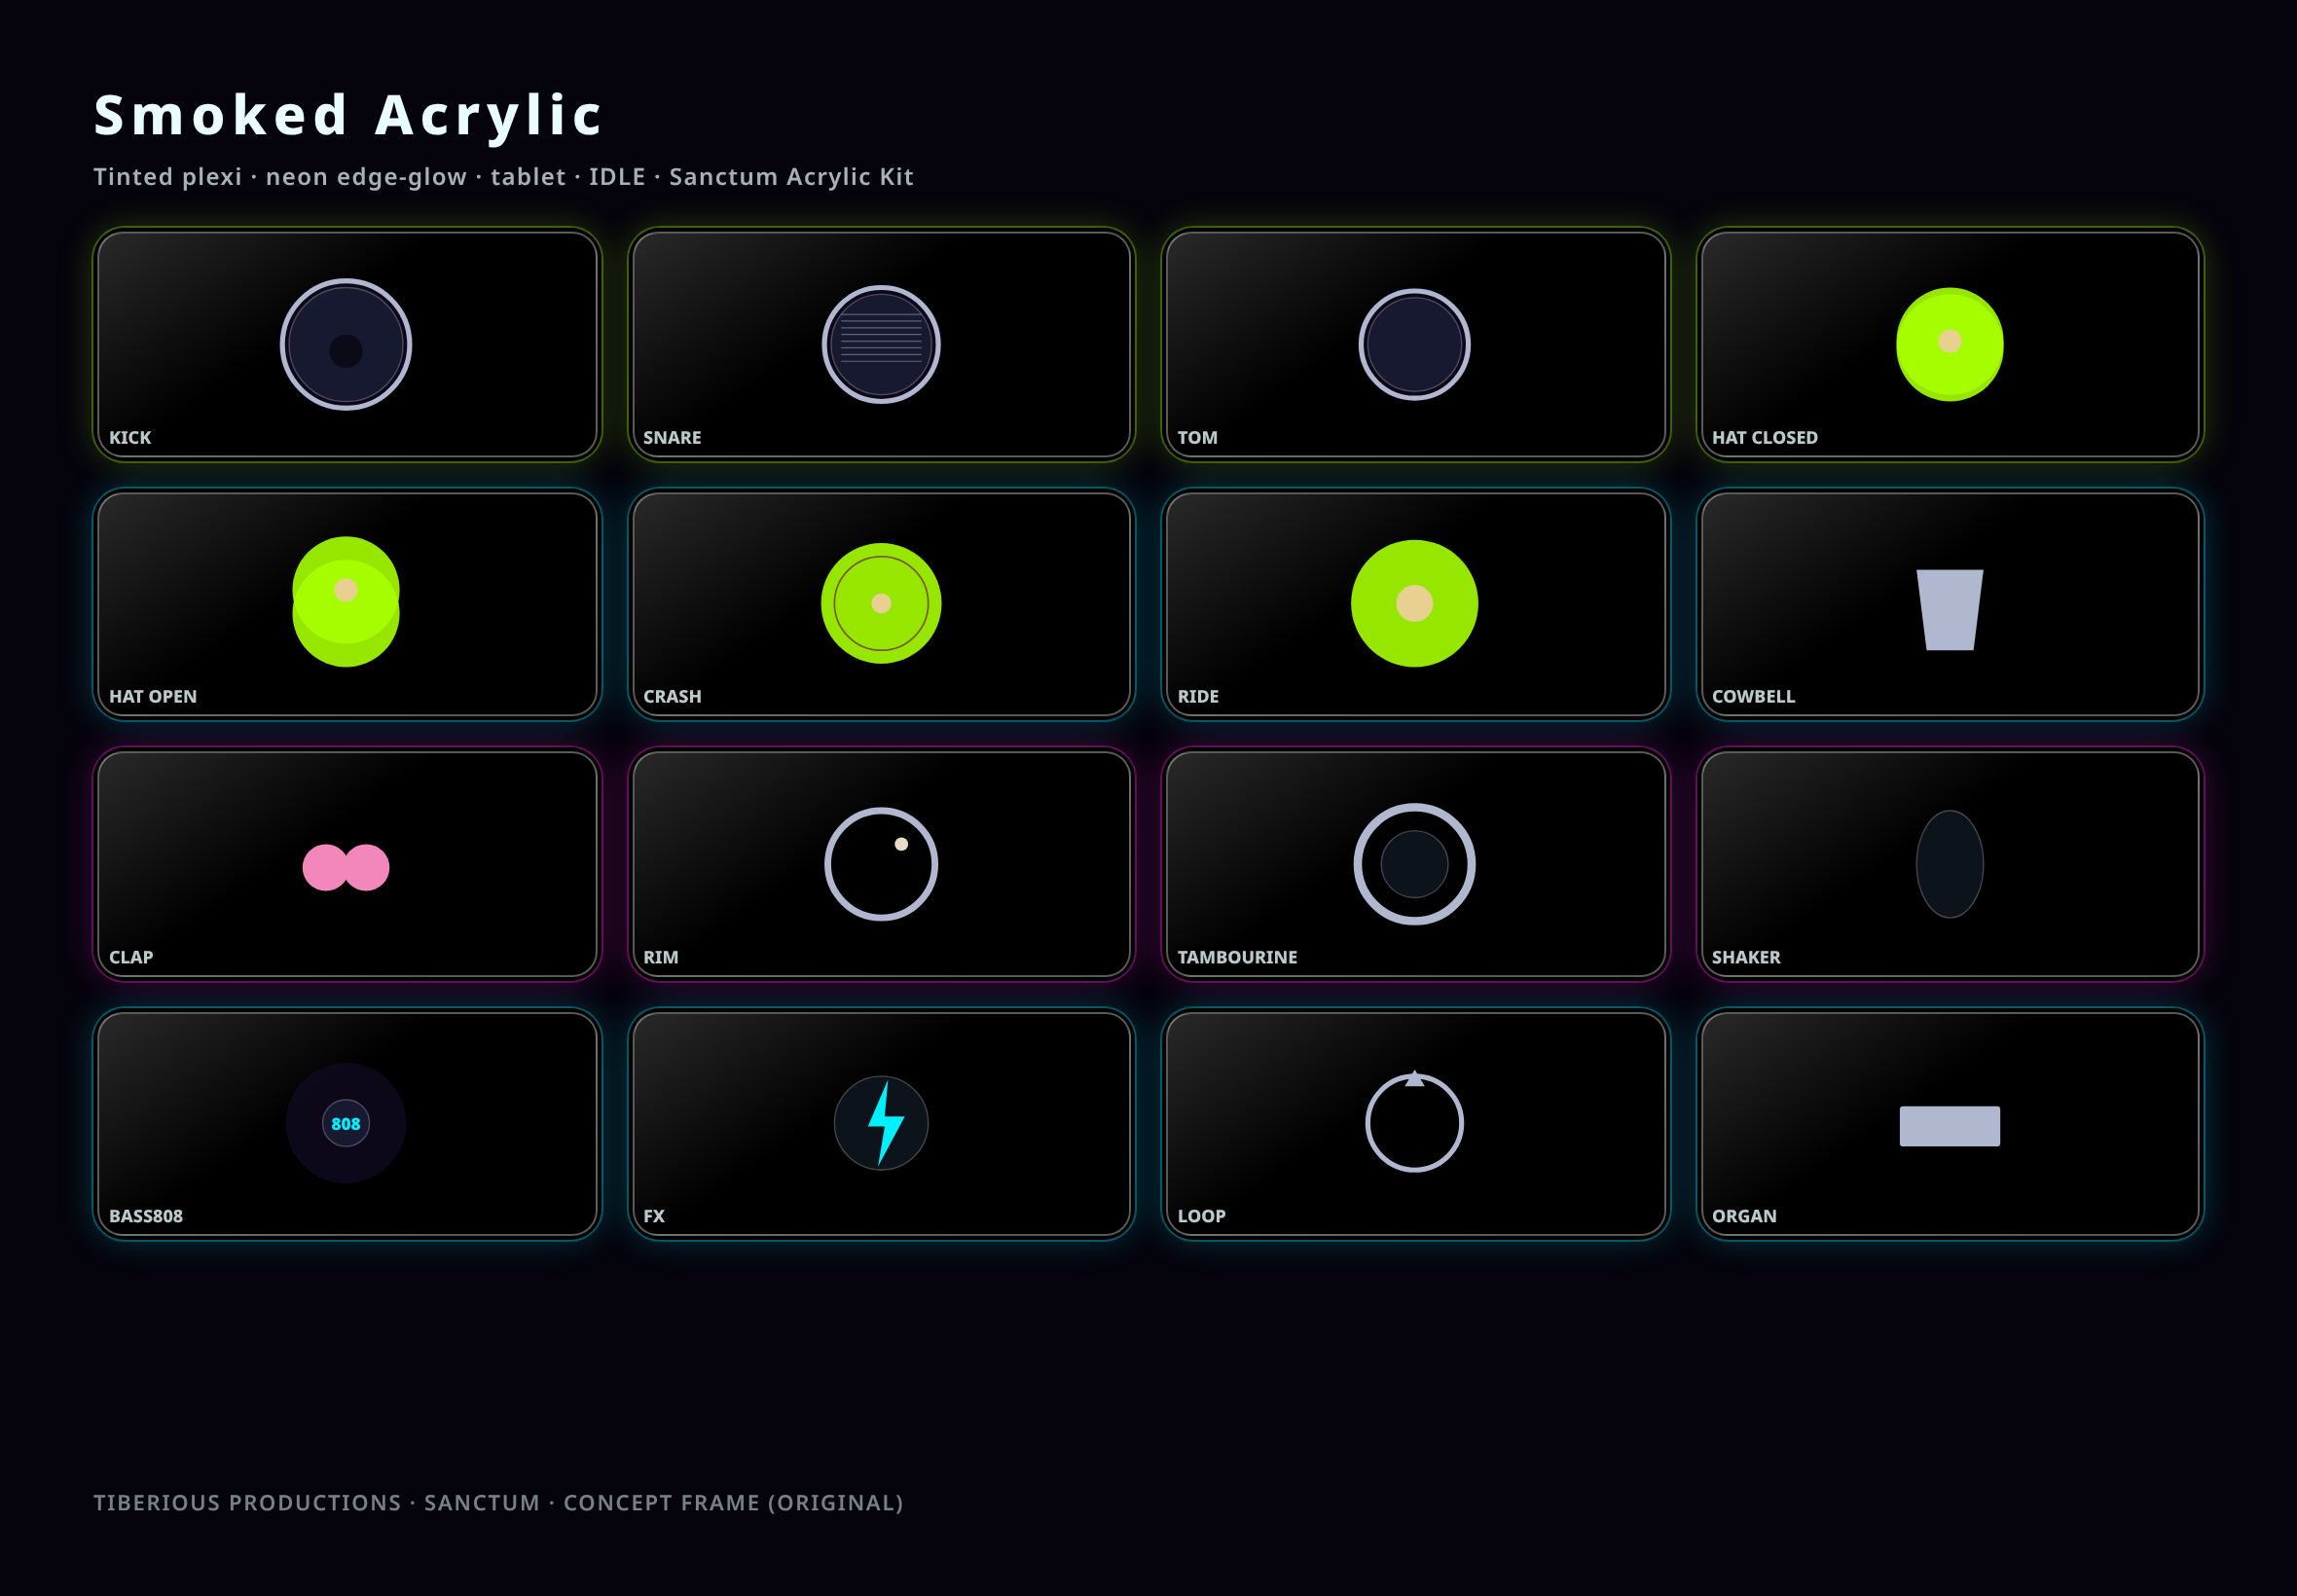 Smoked Acrylic
Tinted plexi · neon edge-glow · tablet · IDLE · Sanctum Acrylic Kit
KICK
SNARE
TOM
HAT CLOSED
HAT OPEN
CRASH
RIDE
COWBELL
CLAP
RIM
TAMBOURINE
SHAKER
808
BASS808
FX
LOOP
ORGAN
TIBERIOUS PRODUCTIONS · SANCTUM · CONCEPT FRAME (ORIGINAL)